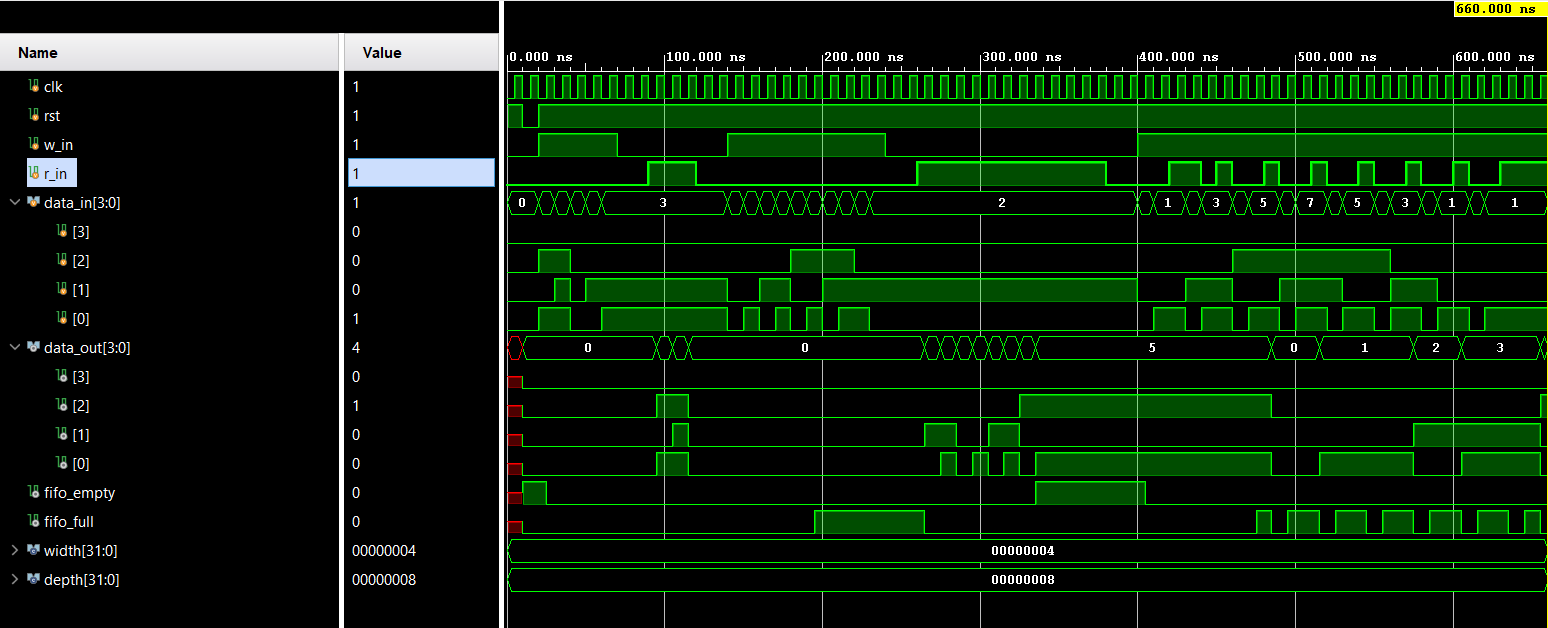 660.000 ns
Name Value
0.000 ns 100.000 ns 200.000 ns 300.000 ns 400.000 ns 500.000 ns 600.000 ns
clk 1
rst 1
w_in 1
r_in 1
data_in[3:0] 1 0 3 2 1 3 5 7 5 3 1 1
[3] 0
[2] 0
[1] 0
[0] 1
data_out[3:0] 4 0 0 5 0 1 2 3
[3] 0
[2] 1
[1] 0
[0] 0
fifo_empty 0
fifo_full 0
width[31:0] 00000004 00000004
depth[31:0] 00000008 00000008